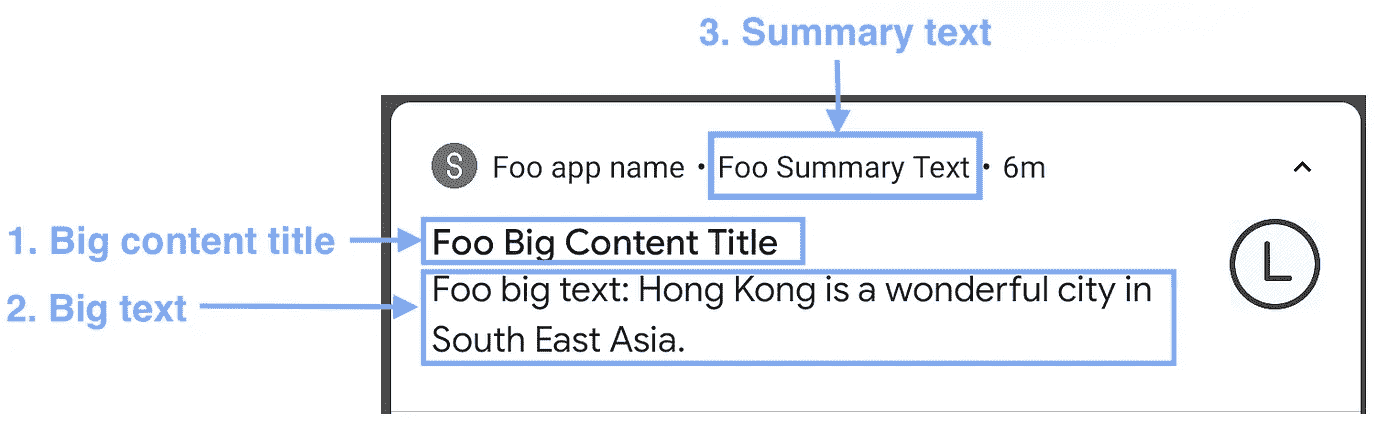 3. Summary text
S Foo app name • Foo Summary Text • 6m
1. Big content title
Foo Big Content Title
L
2. Big text
Foo big text: Hong Kong is a wonderful city in
South East Asia.